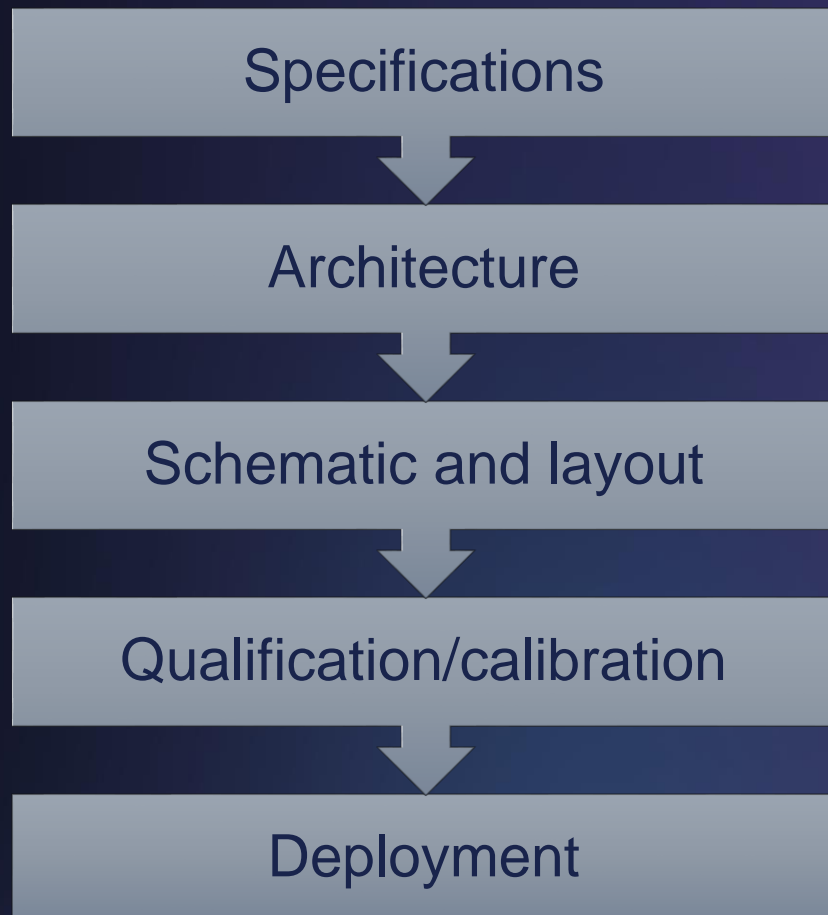 Specifications
Architecture
Schematic and layout
Qualification/calibration
Deployment